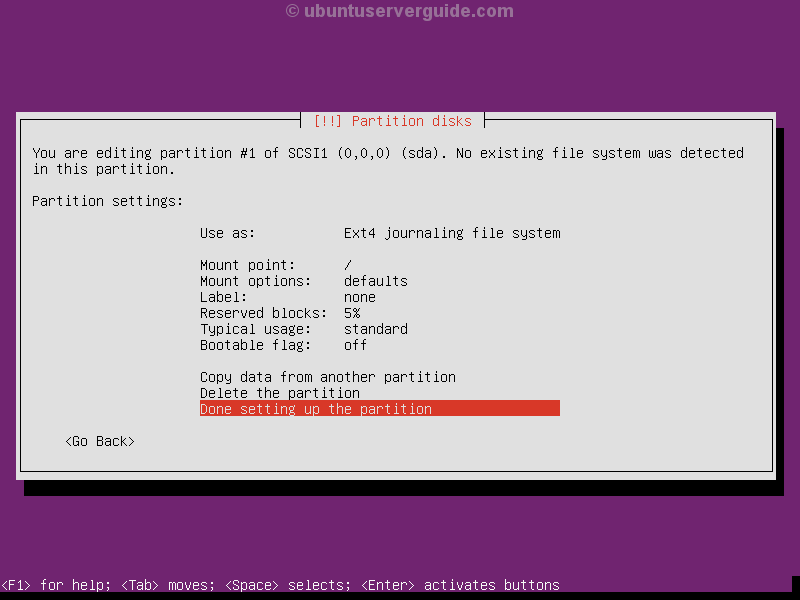 © ubuntuserverguide.com
[!!] Partition disks
You are editing partition #1 of SCSI1 (0,0,0) (sda). No existing file system was detected
in this partition.
Partition settings:
Use as: Ext4 journaling file system
Mount point: /
Mount options: defaults
Label: none
Reserved blocks: 5%
Typical usage: standard
Bootable flag: off
Copy data from another partition
Delete the partition
Done setting up the partition
<Go Back>
<F1> for help; <Tab> moves; <Space> selects; <Enter> activates buttons